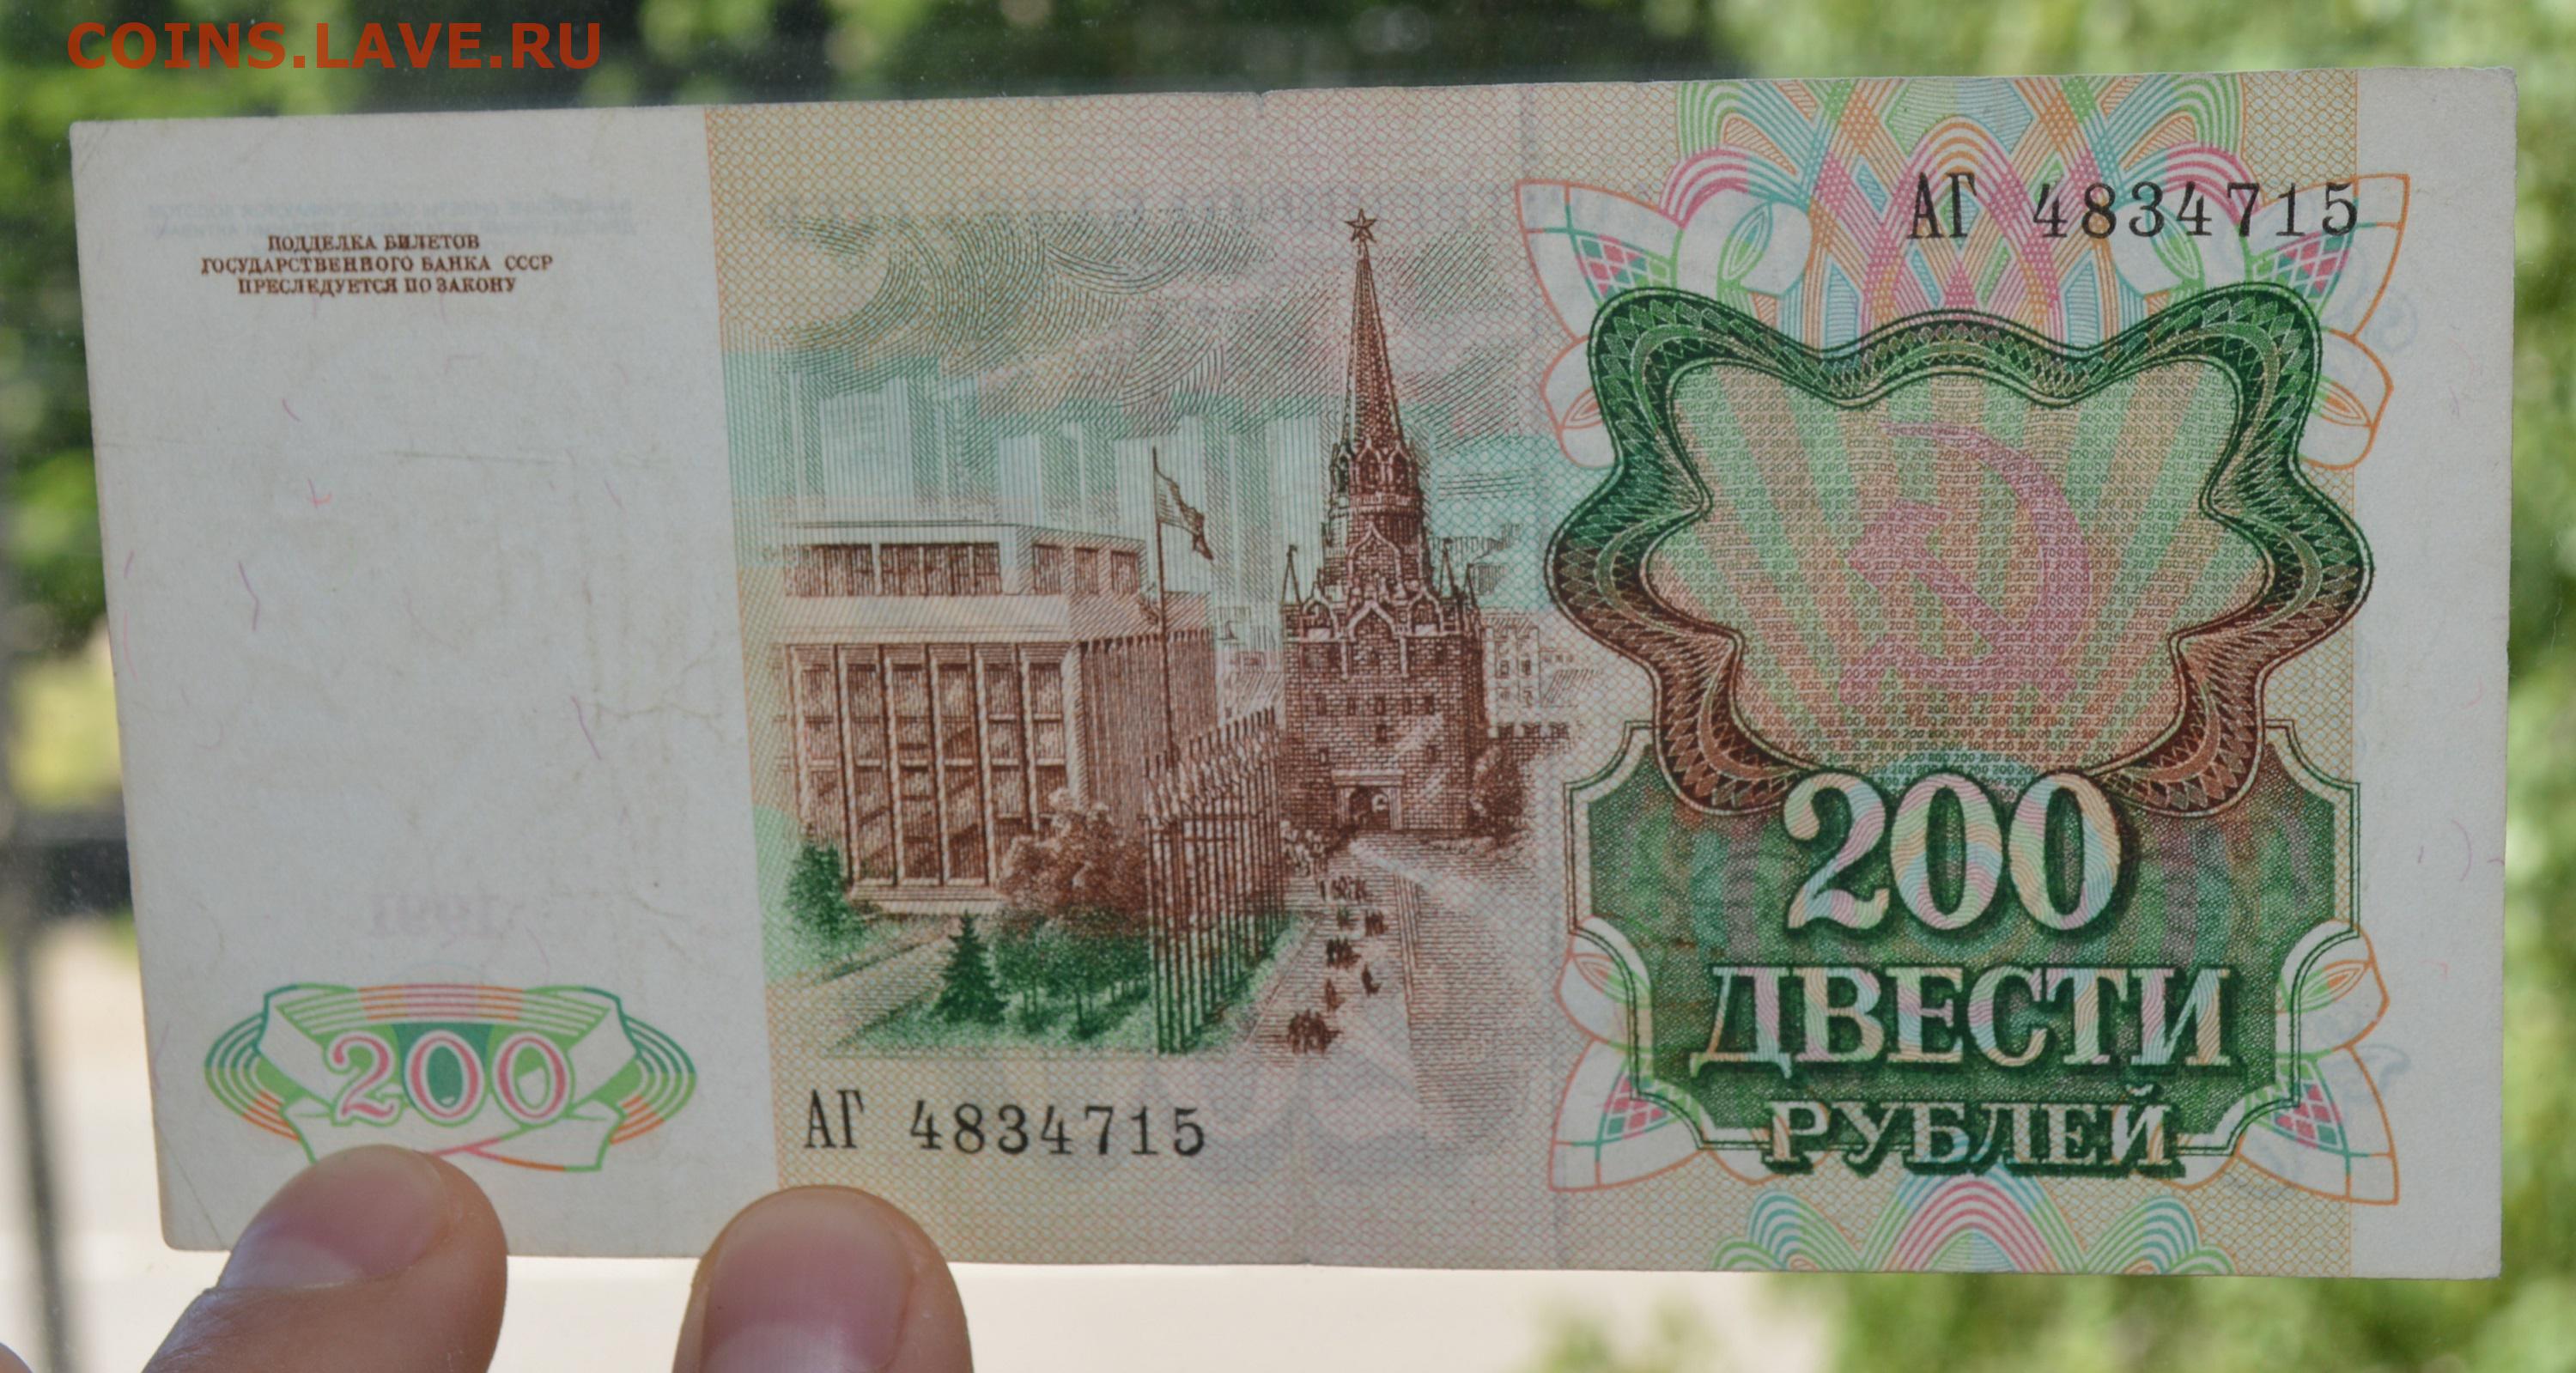 COINS.LAVE.RU
АГ 4834715
ПОДДЕЛКА БИЛЕТОВ
ГОСУДАРСТВЕННОГО БАНКА СССР
ПРЕСЛЕДУЕТСЯ ПО ЗАКОНУ
200
ДВЕСТИ
РУБЛЕЙ
1991
200
АГ 4834715